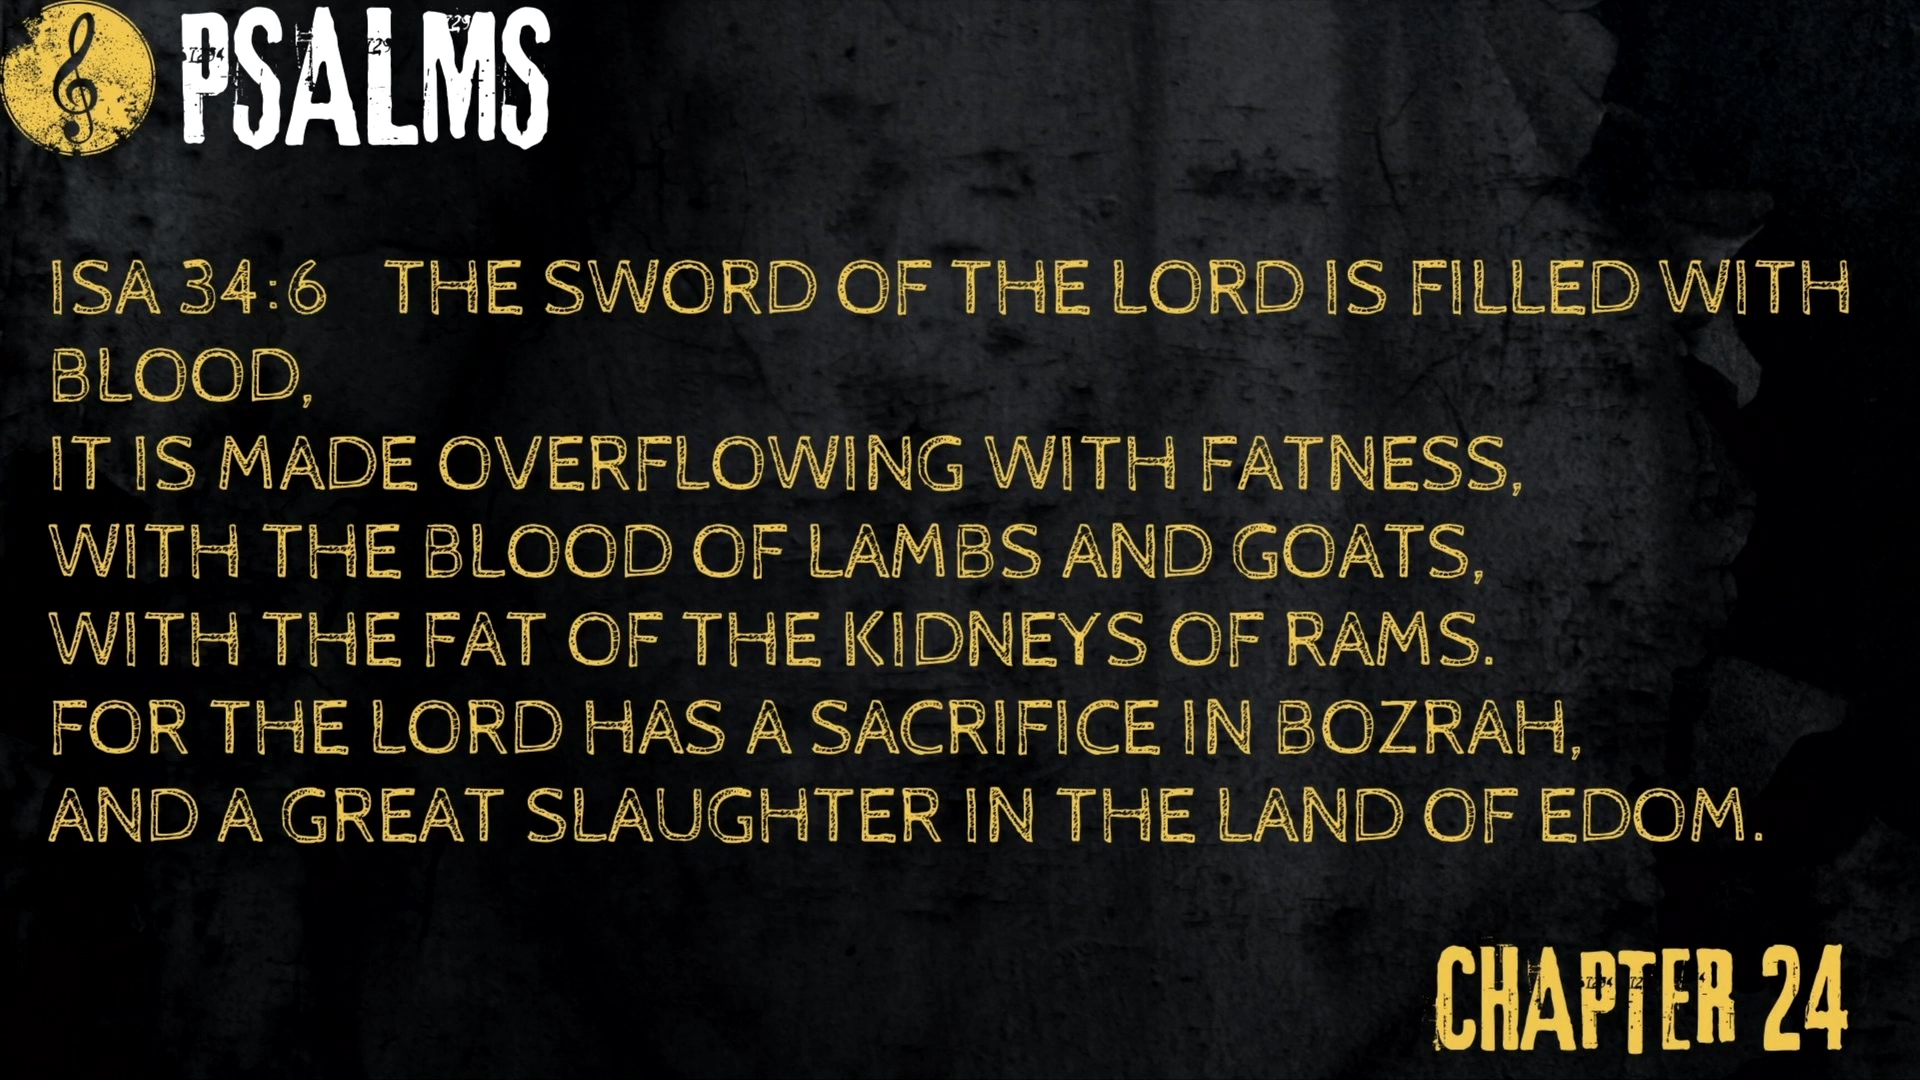 PSALMS
ISA 34:6 THE SWORD OF THE LORD IS FILLED WITH
BLOOD,
IT IS MADE OVERFLOWING WITH FATNESS,
WITH THE BLOOD OF LAMBS AND GOATS,
WITH THE FAT OF THE KIDNEYS OF RAMS.
FOR THE LORD HAS A SACRIFICE IN BOZRAH,
AND A GREAT SLAUGHTER IN THE LAND OF EDOM.
CHAPTER 24